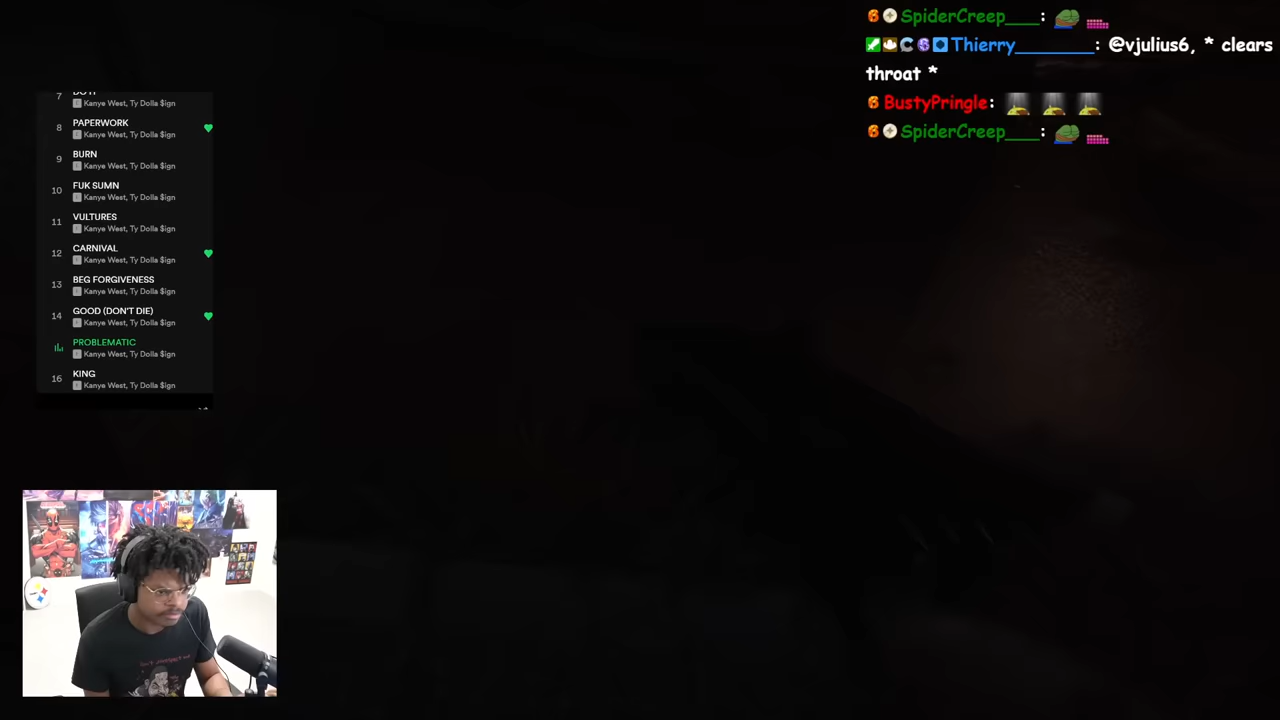 7 DO IT
Kanye West, Ty Dolla $ign
8 PAPERWORK
Kanye West, Ty Dolla $ign
9 BURN
Kanye West, Ty Dolla $ign
10 FUK SUMN
Kanye West, Ty Dolla $ign
11 VULTURES
Kanye West, Ty Dolla $ign
12 CARNIVAL
Kanye West, Ty Dolla $ign
13 BEG FORGIVENESS
Kanye West, Ty Dolla $ign
14 GOOD (DON'T DIE)
Kanye West, Ty Dolla $ign
PROBLEMATIC
Kanye West, Ty Dolla $ign
16 KING
Kanye West, Ty Dolla $ign
SpiderCreep___:
Thierry________: @vjulius6, * clears
throat *
BustyPringle:
SpiderCreep___: